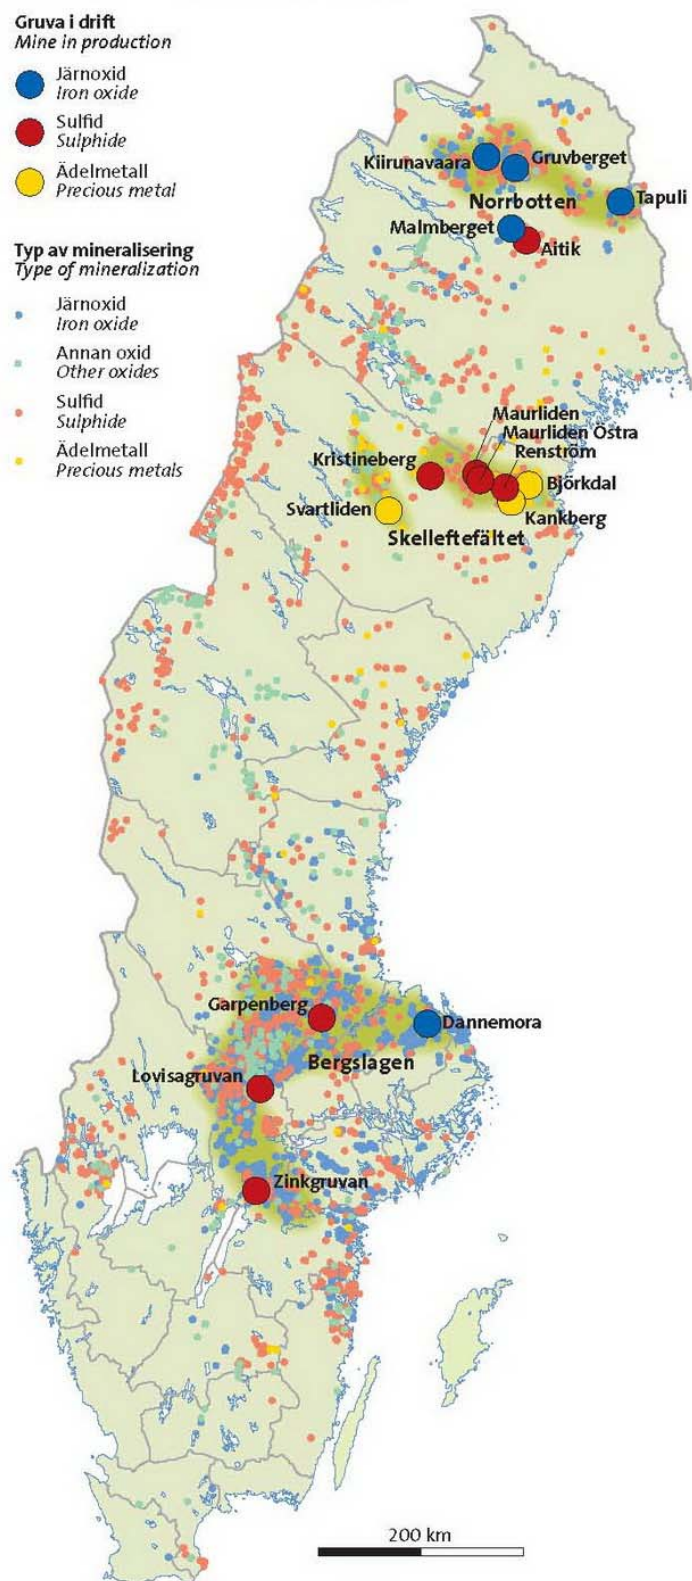 Gruva i drift
Mine in production
Järnoxid
Iron oxide
Sulfid
Sulphide
Ädelmetall
Precious metal
Typ av mineralisering
Type of mineralization
Järnoxid
Iron oxide
Annan oxid
Other oxides
Sulfid
Sulphide
Ädelmetall
Precious metals
Kiirunavaara
Gruvberget
Norrbotten
Tapuli
Malmberget
Aitik
Maurliden
Maurliden Östra
Renström
Kristineberg
Björkdal
Svartliden
Kankberg
Skelleftefältet
Garpenberg
Dannemora
Bergslagen
Lovisagruvan
Zinkgruvan
200 km